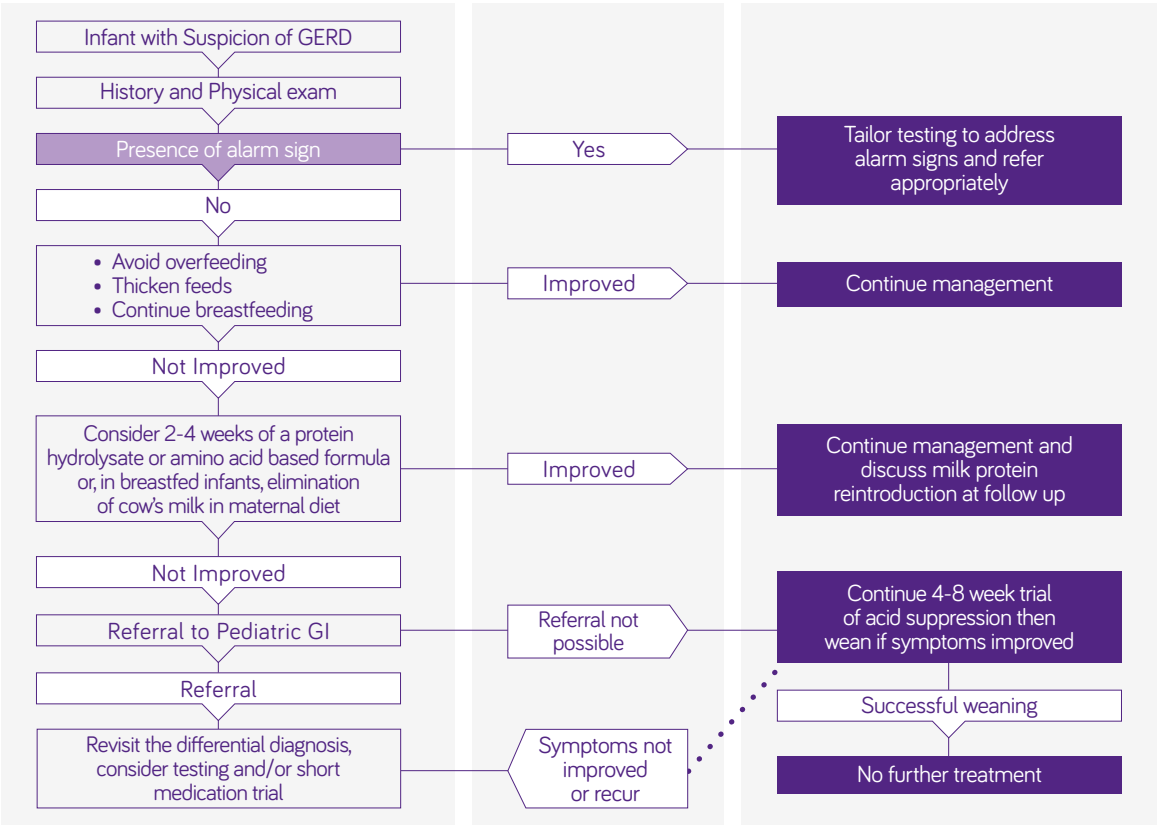 Infant with Suspicion of GERD
History and Physical exam
Presence of alarm sign
Yes
Tailor testing to address
alarm signs and refer
appropriately
No
• Avoid overfeeding
• Thicken feeds
• Continue breastfeeding
Improved
Continue management
Not Improved
Consider 2-4 weeks of a protein
hydrolysate or amino acid based formula
or, in breastfed infants, elimination
of cow's milk in maternal diet
Improved
Continue management and
discuss milk protein
reintroduction at follow up
Not Improved
Referral to Pediatric GI
Referral not
possible
Continue 4-8 week trial
of acid suppression then
wean if symptoms improved
Referral
Successful weaning
Revisit the differential diagnosis,
consider testing and/or short
medication trial
Symptoms not
improved
or recur
No further treatment